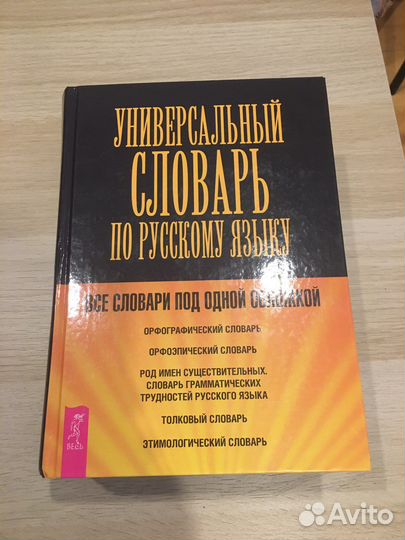 УНИВЕРСАЛЬНЫЙ
СЛОВАРЬ
ПО РУССКОМУ ЯЗЫКУ
ВСЕ СЛОВАРИ ПОД ОДНОЙ ОБЛОЖКОЙ
ОРФОГРАФИЧЕСКИЙ СЛОВАРЬ
ОРФОЭПИЧЕСКИЙ СЛОВАРЬ
РОД ИМЕН СУЩЕСТВИТЕЛЬНЫХ.
СЛОВАРЬ ГРАММАТИЧЕСКИХ
ТРУДНОСТЕЙ РУССКОГО ЯЗЫКА
ТОЛКОВЫЙ СЛОВАРЬ
ЭТИМОЛОГИЧЕСКИЙ СЛОВАРЬ
ВЕСЬ
Avito